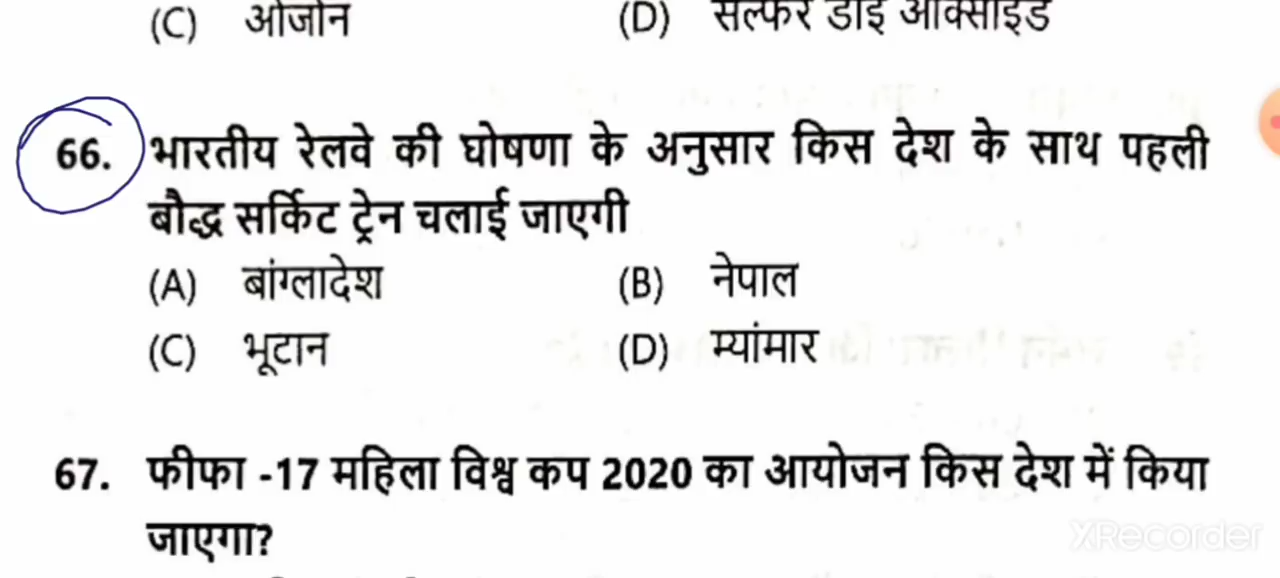 (C) ओजोन (D) सल्फर डाई ऑक्साइड
66. भारतीय रेलवे की घोषणा के अनुसार किस देश के साथ पहली
बौद्ध सर्किट ट्रेन चलाई जाएगी
(A) बांग्लादेश (B) नेपाल
(C) भूटान (D) म्यांमार
67. फीफा -17 महिला विश्व कप 2020 का आयोजन किस देश में किया
जाएगा?
XRecorder